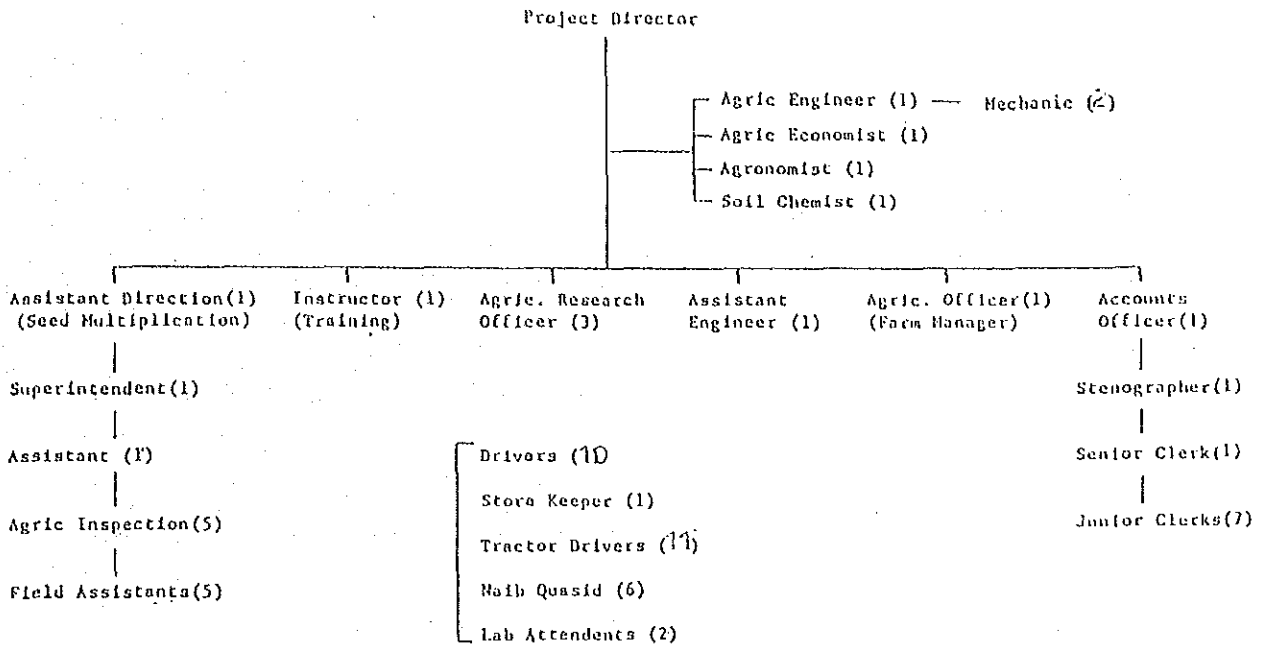 Project Director
Agric Engineer (1) — Mechanic (2)
Agric Economist (1)
Agronomist (1)
Soil Chemist (1)
Assistant Direction(1)
(Seed Multiplication)
Instructor (1)
(Training)
Agric. Research
Officer (3)
Assistant
Engineer (1)
Agric. Officer(1)
(Farm Manager)
Accounts
Officer(1)
Superintendent(1)
Assistant (1)
Agric Inspection(5)
Field Assistants(5)
Drivers
Store Keeper (1)
Tractor Drivers (11)
Naib Quasid (6)
Lab Attendents (2)
Stenographer(1)
Senior Clerk(1)
Junior Clerks(7)